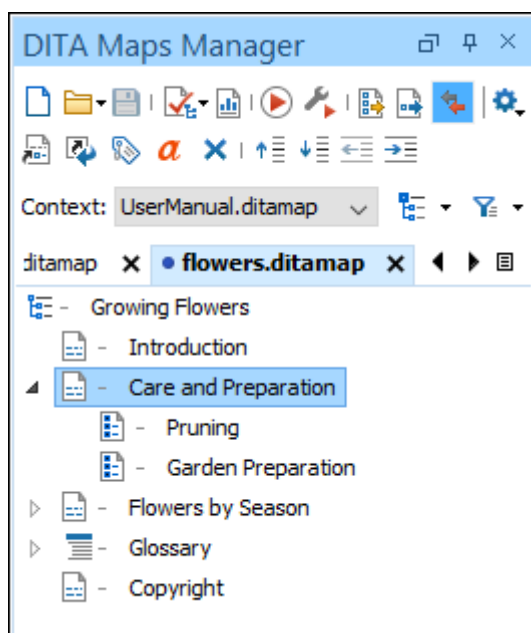 DITA Maps Manager
Context: UserManual.ditamap
ditamap flowers.ditamap
Growing Flowers
Introduction
Care and Preparation
Pruning
Garden Preparation
Flowers by Season
Glossary
Copyright